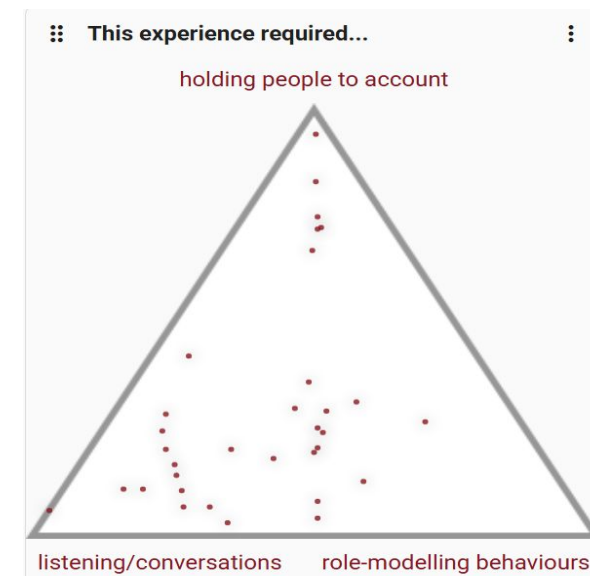 This experience required...
holding people to account
listening/conversations
role-modelling behaviours